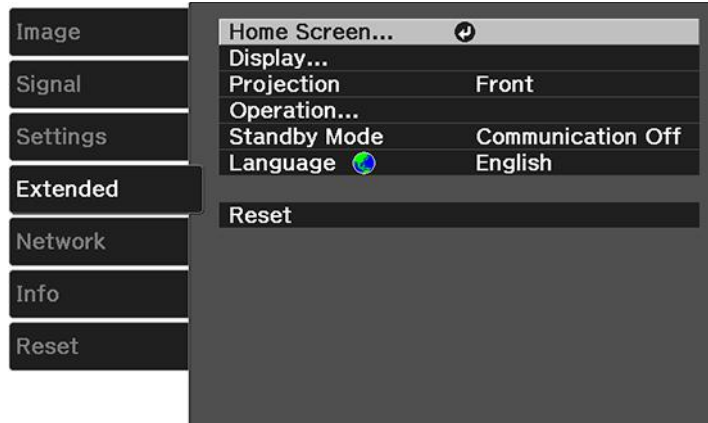 Image
Signal
Settings
Extended
Network
Info
Reset
Home Screen...
Display...
Projection Front
Operation...
Standby Mode Communication Off
Language English
Reset